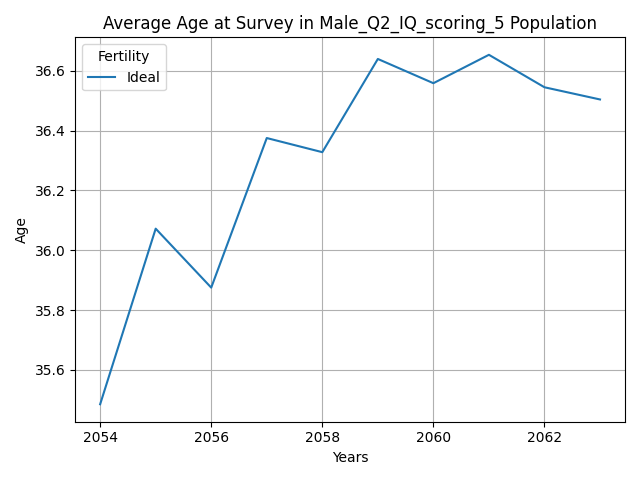 Average Age at Survey in Male_Q2_IQ_scoring_5 Population
Fertility
Ideal
36.6
36.4
36.2
36.0
35.8
35.6
Age
2054
2056
2058
2060
2062
Years